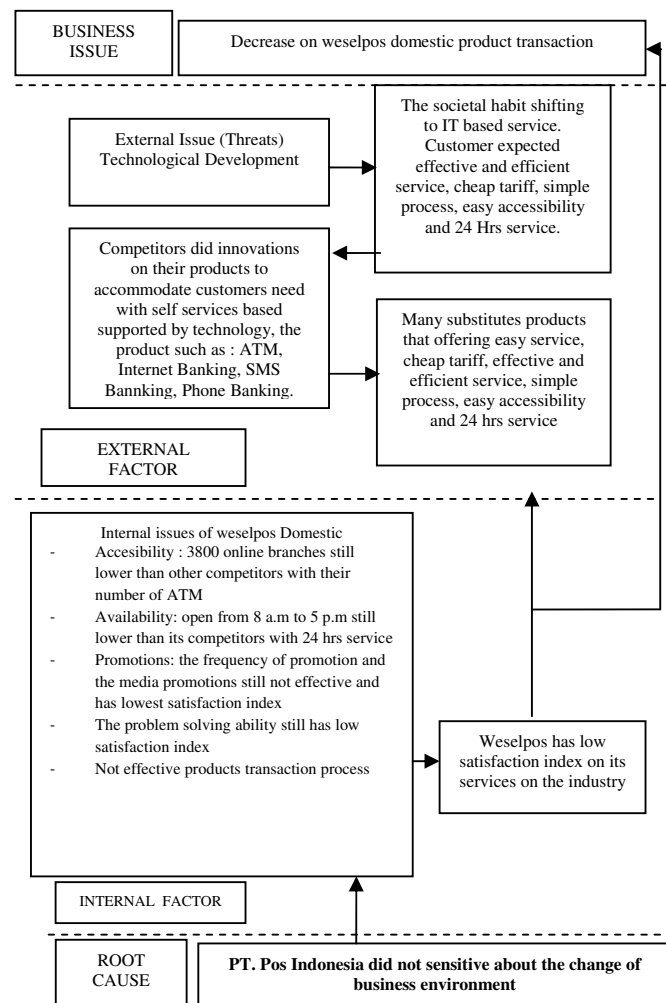 BUSINESS
ISSUE
Decrease on weselpos domestic product transaction
External Issue (Threats)
Technological Development
The societal habit shifting
to IT based service.
Customer expected
effective and efficient
service, cheap tariff, simple
process, easy accessibility
and 24 Hrs service.
Competitors did innovations
on their products to
accommodate customers need
with self services based
supported by technology, the
product such as : ATM,
Internet Banking, SMS
Bannking, Phone Banking.
Many substitutes products
that offering easy service,
cheap tariff, effective and
efficient service, simple
process, easy accessibility
and 24 hrs service
EXTERNAL
FACTOR
Internal issues of weselpos Domestic
- Accesibility : 3800 online branches still
lower than other competitors with their
number of ATM
- Availability: open from 8 a.m to 5 p.m still
lower than its competitors with 24 hrs service
- Promotions: the frequency of promotion and
the media promotions still not effective and
has lowest satisfaction index
- The problem solving ability still has low
satisfaction index
- Not effective products transaction process
Weselpos has low
satisfaction index on its
services on the industry
INTERNAL FACTOR
ROOT
CAUSE
PT. Pos Indonesia did not sensitive about the change of
business environment